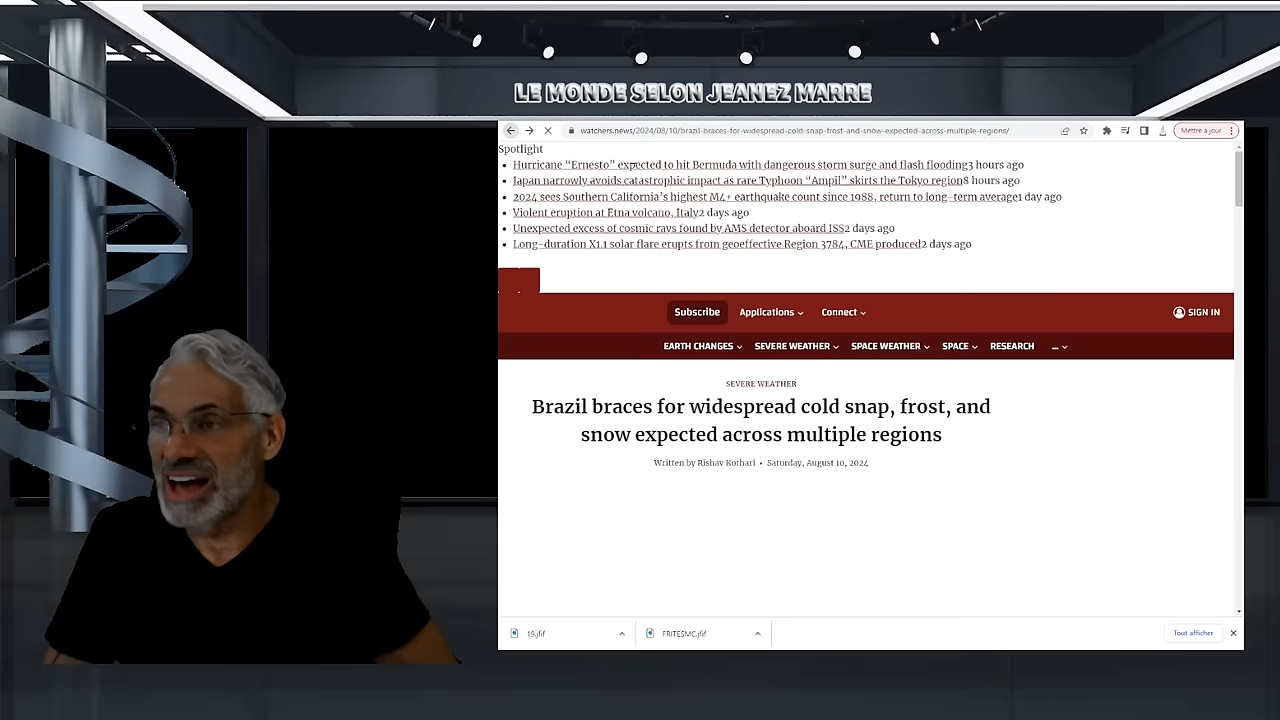 LE MONDE SELON JEANEZ MARRE
watchers.news/2024/08/10/brazil-braces-for-widespread-cold-snap-frost-and-snow-expected-across-multiple-regions/
Mettre à jour
Spotlight
Hurricane “Ernesto” expected to hit Bermuda with dangerous storm surge and flash flooding3 hours ago
Japan narrowly avoids catastrophic impact as rare Typhoon “Ampil” skirts the Tokyo region8 hours ago
2024 sees Southern California’s highest M4+ earthquake count since 1988, return to long-term average1 day ago
Violent eruption at Etna volcano, Italy2 days ago
Unexpected excess of cosmic rays found by AMS detector aboard ISS2 days ago
Long-duration X1.1 solar flare erupts from geoeffective Region 3784, CME produced2 days ago
Subscribe Applications Connect SIGN IN
EARTH CHANGES SEVERE WEATHER SPACE WEATHER SPACE RESEARCH ...
SEVERE WEATHER
Brazil braces for widespread cold snap, frost, and
snow expected across multiple regions
Written by Rishav Kothari • Saturday, August 10, 2024
19.jfif FRITESMC.jfif Tout afficher